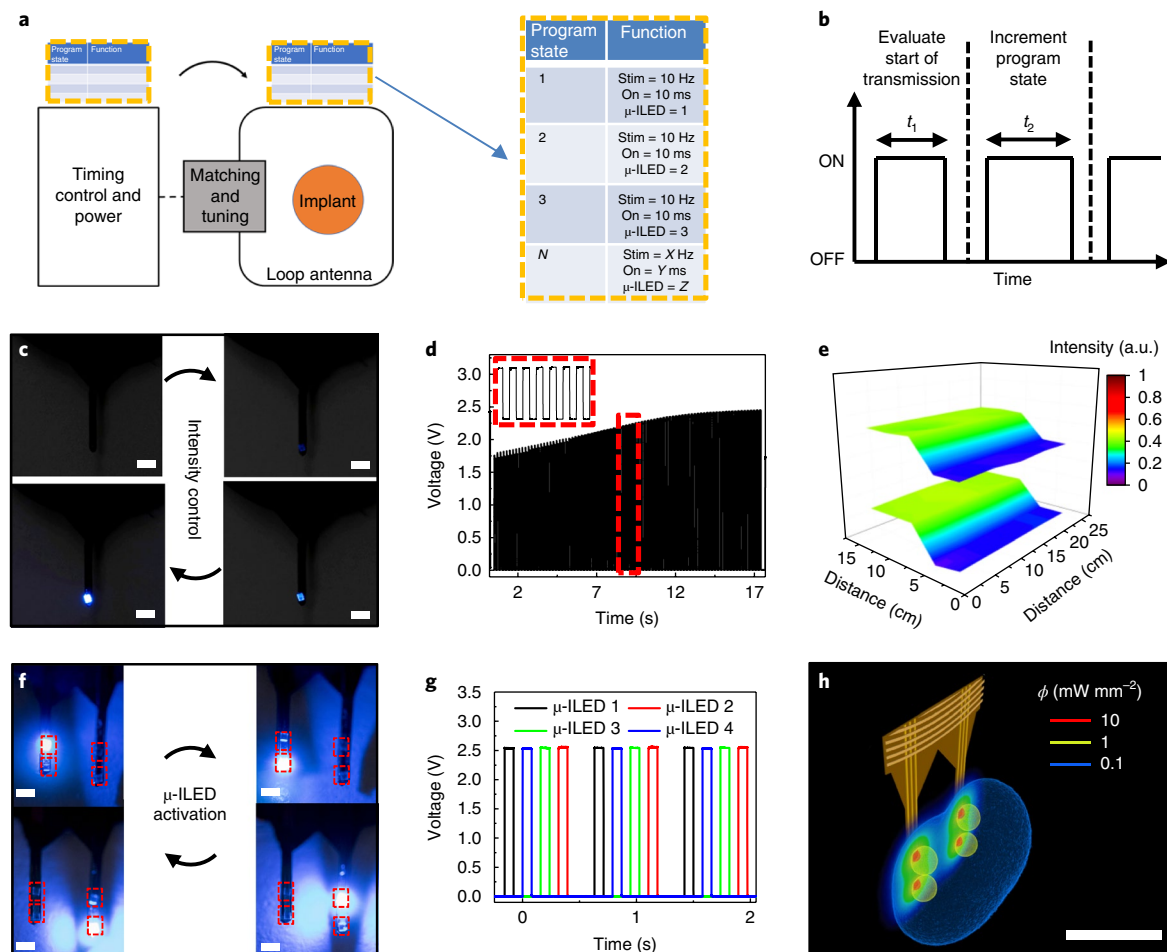 a
Program state Function
Program state Function
Timing control and power
Matching and tuning
Implant
Loop antenna
Program state Function
1 Stim = 10 Hz
On = 10 ms
μ-ILED = 1
2 Stim = 10 Hz
On = 10 ms
μ-ILED = 2
3 Stim = 10 Hz
On = 10 ms
μ-ILED = 3
N Stim = X Hz
On = Y ms
μ-ILED = Z
b
Evaluate start of transmission
Increment program state
t1 t2
ON
OFF
Time
c
Intensity control
d
Voltage (V)
3.0
2.5
2.0
1.5
1.0
0.5
0.0
2 7 12 17
Time (s)
e
Intensity (a.u.)
1
0.8
0.6
0.4
0.2
0
15 10 5 0
Distance (cm)
0 5 10 15 20 25
Distance (cm)
f
μ-ILED activation
g
μ-ILED 1 μ-ILED 2
μ-ILED 3 μ-ILED 4
Voltage (V)
3.5
3.0
2.5
2.0
1.5
1.0
0.5
0.0
0 1 2
Time (s)
h
ϕ (mW mm−2)
10
1
0.1